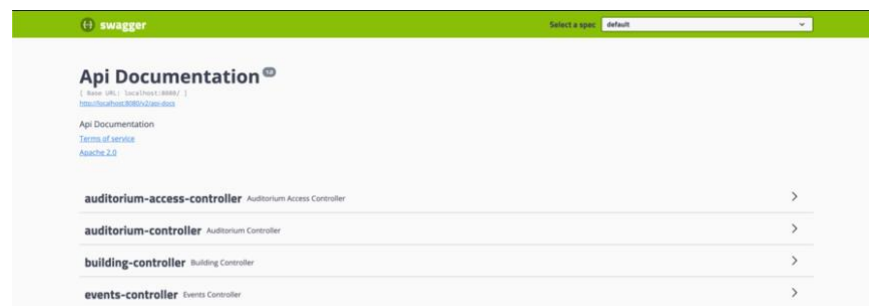 swagger
Select a spec default
Api Documentation 1.0
[ Base URL: localhost:8080/ ]
http://localhost:8080/v2/api-docs
Api Documentation
Terms of service
Apache 2.0
auditorium-access-controller Auditorium Access Controller
auditorium-controller Auditorium Controller
building-controller Building Controller
events-controller Events Controller